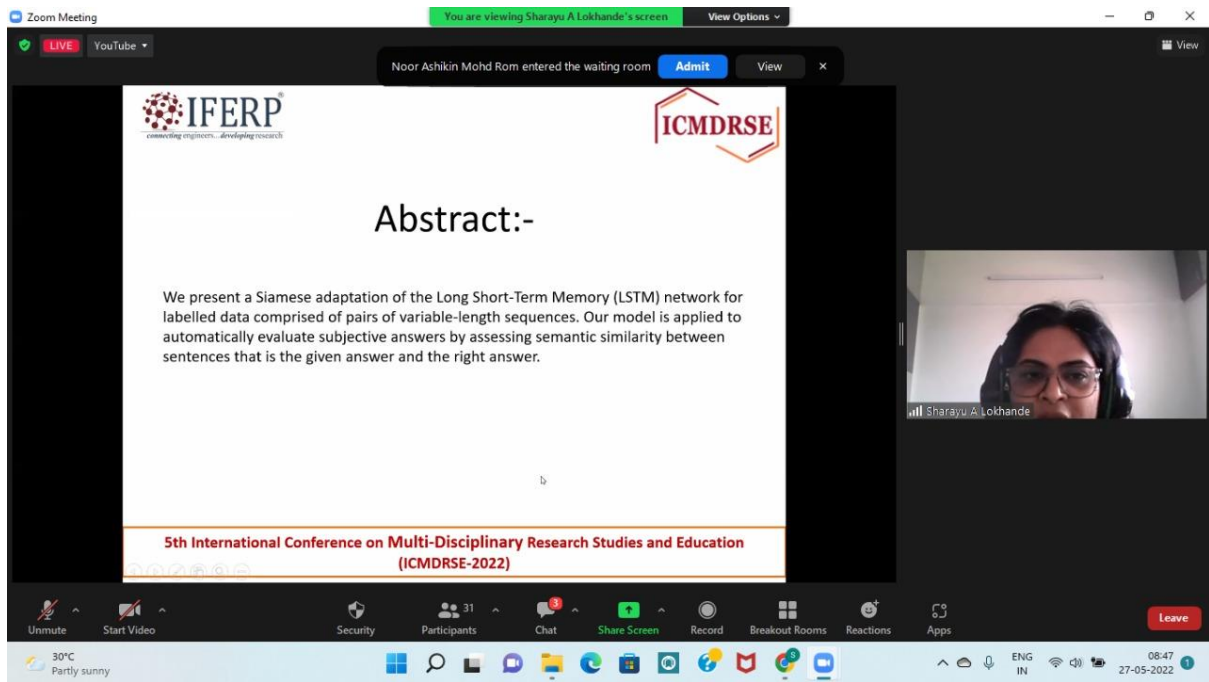 Zoom Meeting
You are viewing Sharayu A Lokhande's screen
View Options
LIVE
YouTube
View
Noor Ashikin Mohd Rom entered the waiting room
Admit
View
IFERP®
connecting engineers...developing research
ICMDRSE
Abstract:-
We present a Siamese adaptation of the Long Short-Term Memory (LSTM) network for
labelled data comprised of pairs of variable-length sequences. Our model is applied to
automatically evaluate subjective answers by assessing semantic similarity between
sentences that is the given answer and the right answer.
Sharayu A Lokhande
5th International Conference on Multi-Disciplinary Research Studies and Education
(ICMDRSE-2022)
Unmute
Start Video
Security
31
Participants
3
Chat
Share Screen
Record
Breakout Rooms
Reactions
Apps
Leave
30°C
Partly sunny
ENG
IN
08:47
27-05-2022
1